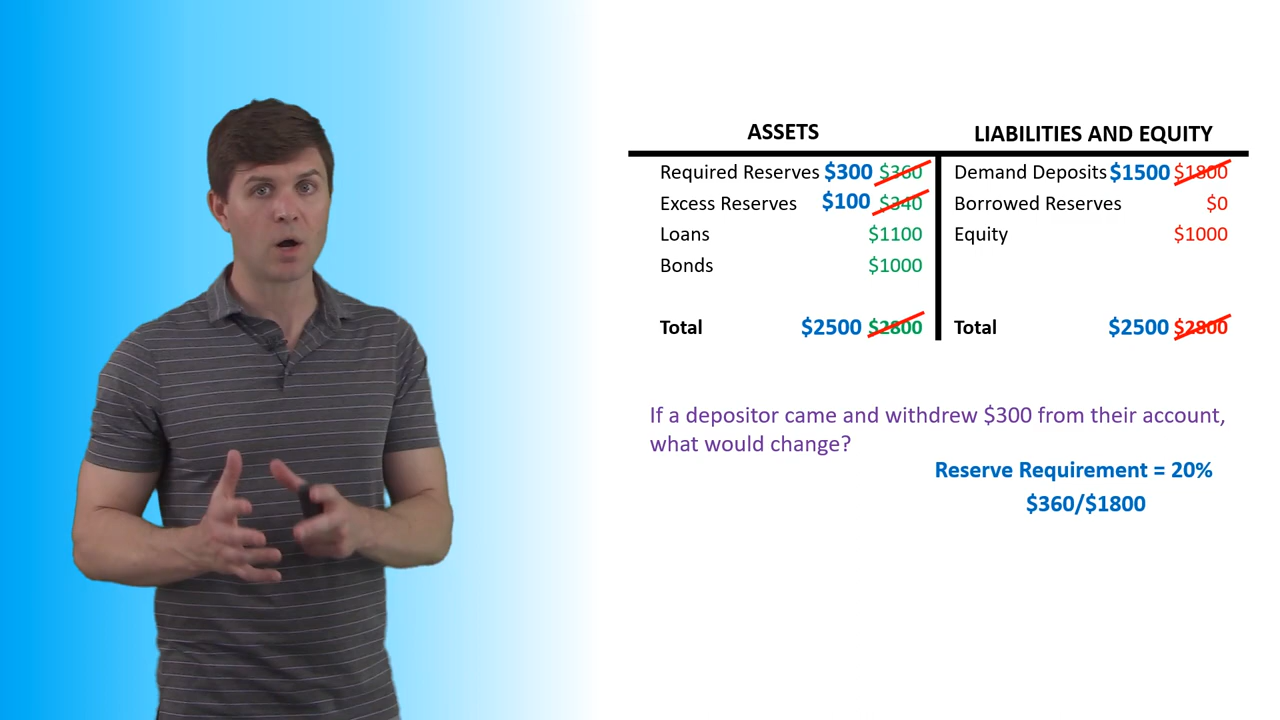 ASSETS LIABILITIES AND EQUITY
Required Reserves $300 $360 Demand Deposits $1500 $1800
Excess Reserves $100 $340 Borrowed Reserves $0
Loans $1100 Equity $1000
Bonds $1000
Total $2500 $2800 Total $2500 $2800
If a depositor came and withdrew $300 from their account,
what would change?
Reserve Requirement = 20%
$360/$1800